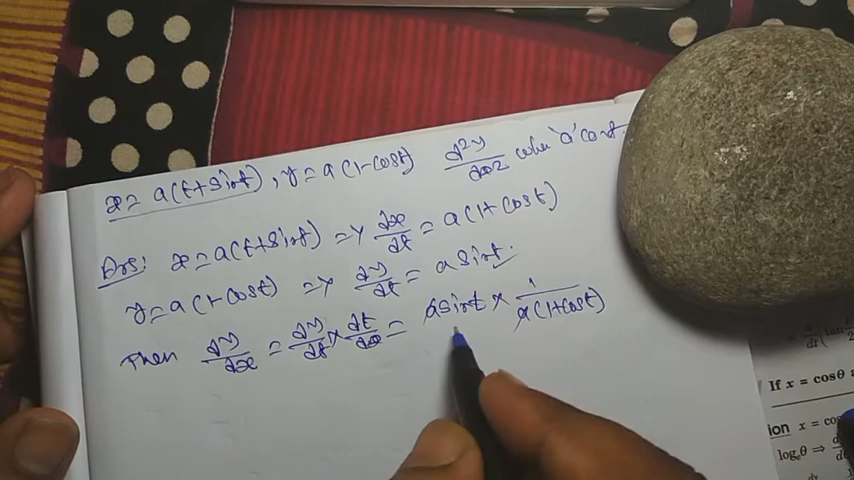 x = a(t+sint), y = a(1-cost) d²y/dx² when 'a' const.
Ans: x = a(t+sint) ⇒ dx/dt = a(1+cost)
y = a(1-cost) ⇒ dy/dt = a sint.
Then dy/dx = dy/dt × dt/dx = asint × 1/a(1+cost)
If x = cosθ
ion x = co
logₑθ ⇒